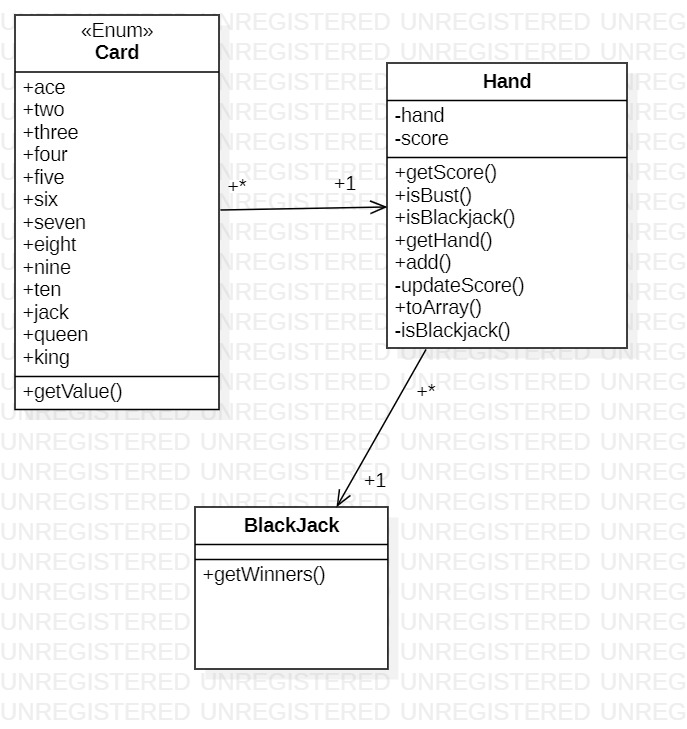 «Enum»
Card
+ace
+two
+three
+four
+five
+six
+seven
+eight
+nine
+ten
+jack
+queen
+king
+getValue()
+*
+1
Hand
-hand
-score
+getScore()
+isBust()
+isBlackjack()
+getHand()
+add()
-updateScore()
+toArray()
-isBlackjack()
+*
+1
BlackJack
+getWinners()
UNREGISTERED UNREGISTERED UNREGISTERED UNREG